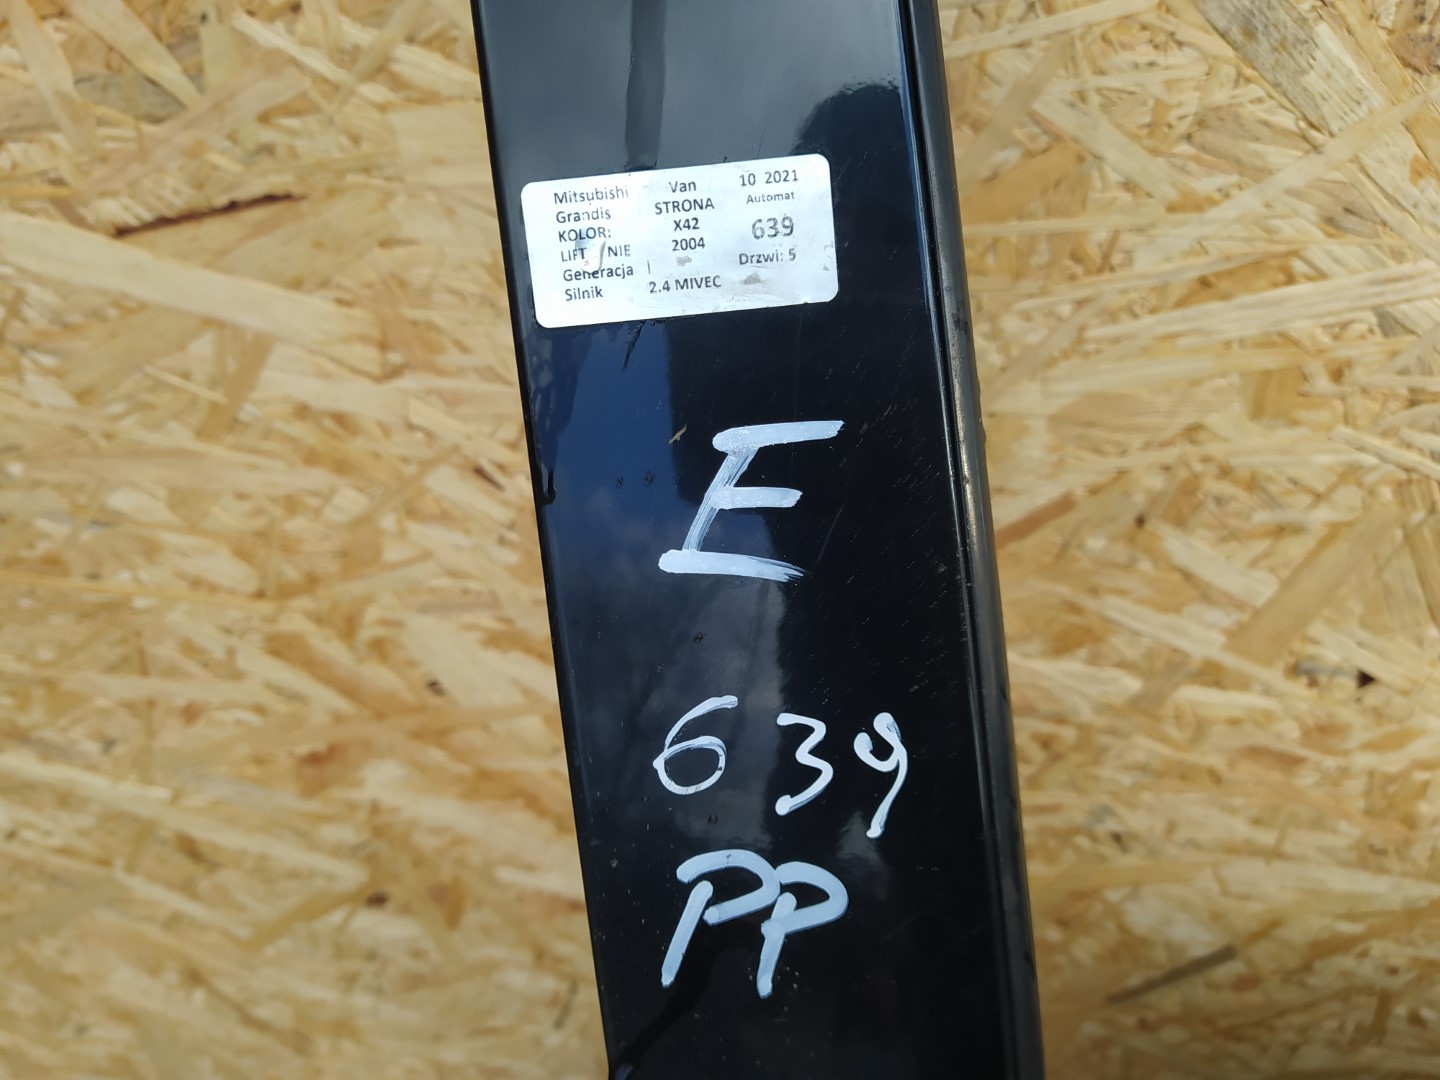 Mitsubishi Van 10 2021
Grandis STRONA Automat
KOLOR: X42 639
LIFT NIE 2004
Generacja I Drzwi: 5
Silnik 2.4 MIVEC
E
639
PP